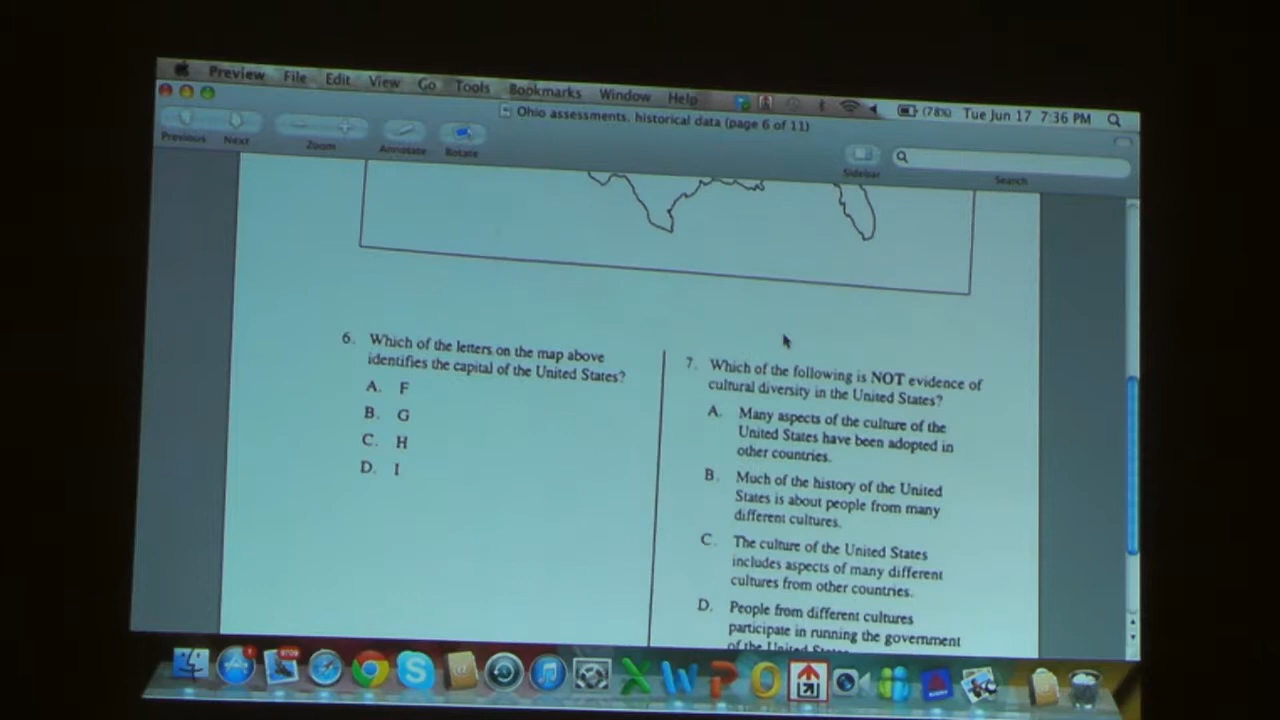 Preview File Edit View Go Tools Bookmarks Window Help
(78%) Tue Jun 17 7:36 PM
Ohio assessments, historical data (page 6 of 11)
Previous Next Zoom Annotate Rotate Sidebar Search
6. Which of the letters on the map above
identifies the capital of the United States?
A. F
B. G
C. H
D. I
7. Which of the following is NOT evidence of
cultural diversity in the United States?
A. Many aspects of the culture of the
United States have been adopted in
other countries.
B. Much of the history of the United
States is about people from many
different cultures.
C. The culture of the United States
includes aspects of many different
cultures from other countries.
D. People from different cultures
participate in running the government
of the United States